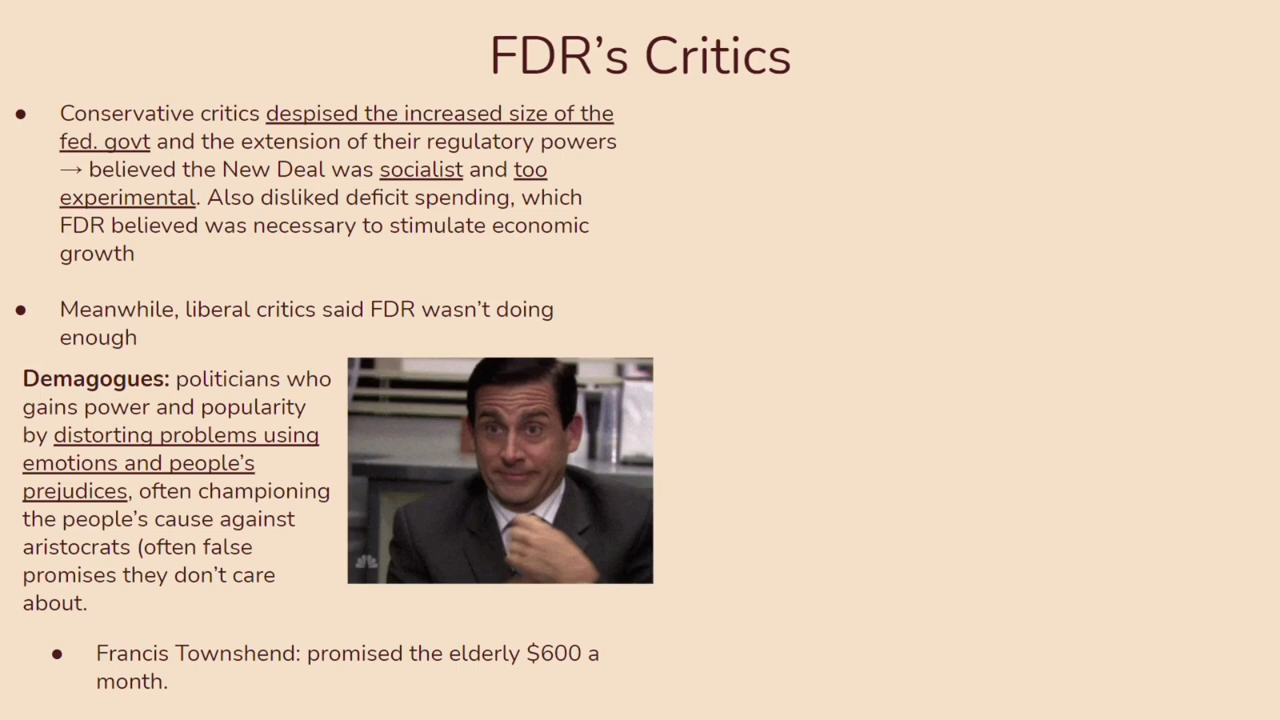 FDR’s Critics
● Conservative critics despised the increased size of the
fed. govt and the extension of their regulatory powers
→ believed the New Deal was socialist and too
experimental. Also disliked deficit spending, which
FDR believed was necessary to stimulate economic
growth
● Meanwhile, liberal critics said FDR wasn’t doing
enough
Demagogues: politicians who
gains power and popularity
by distorting problems using
emotions and people’s
prejudices, often championing
the people’s cause against
aristocrats (often false
promises they don’t care
about.
● Francis Townshend: promised the elderly $600 a
month.